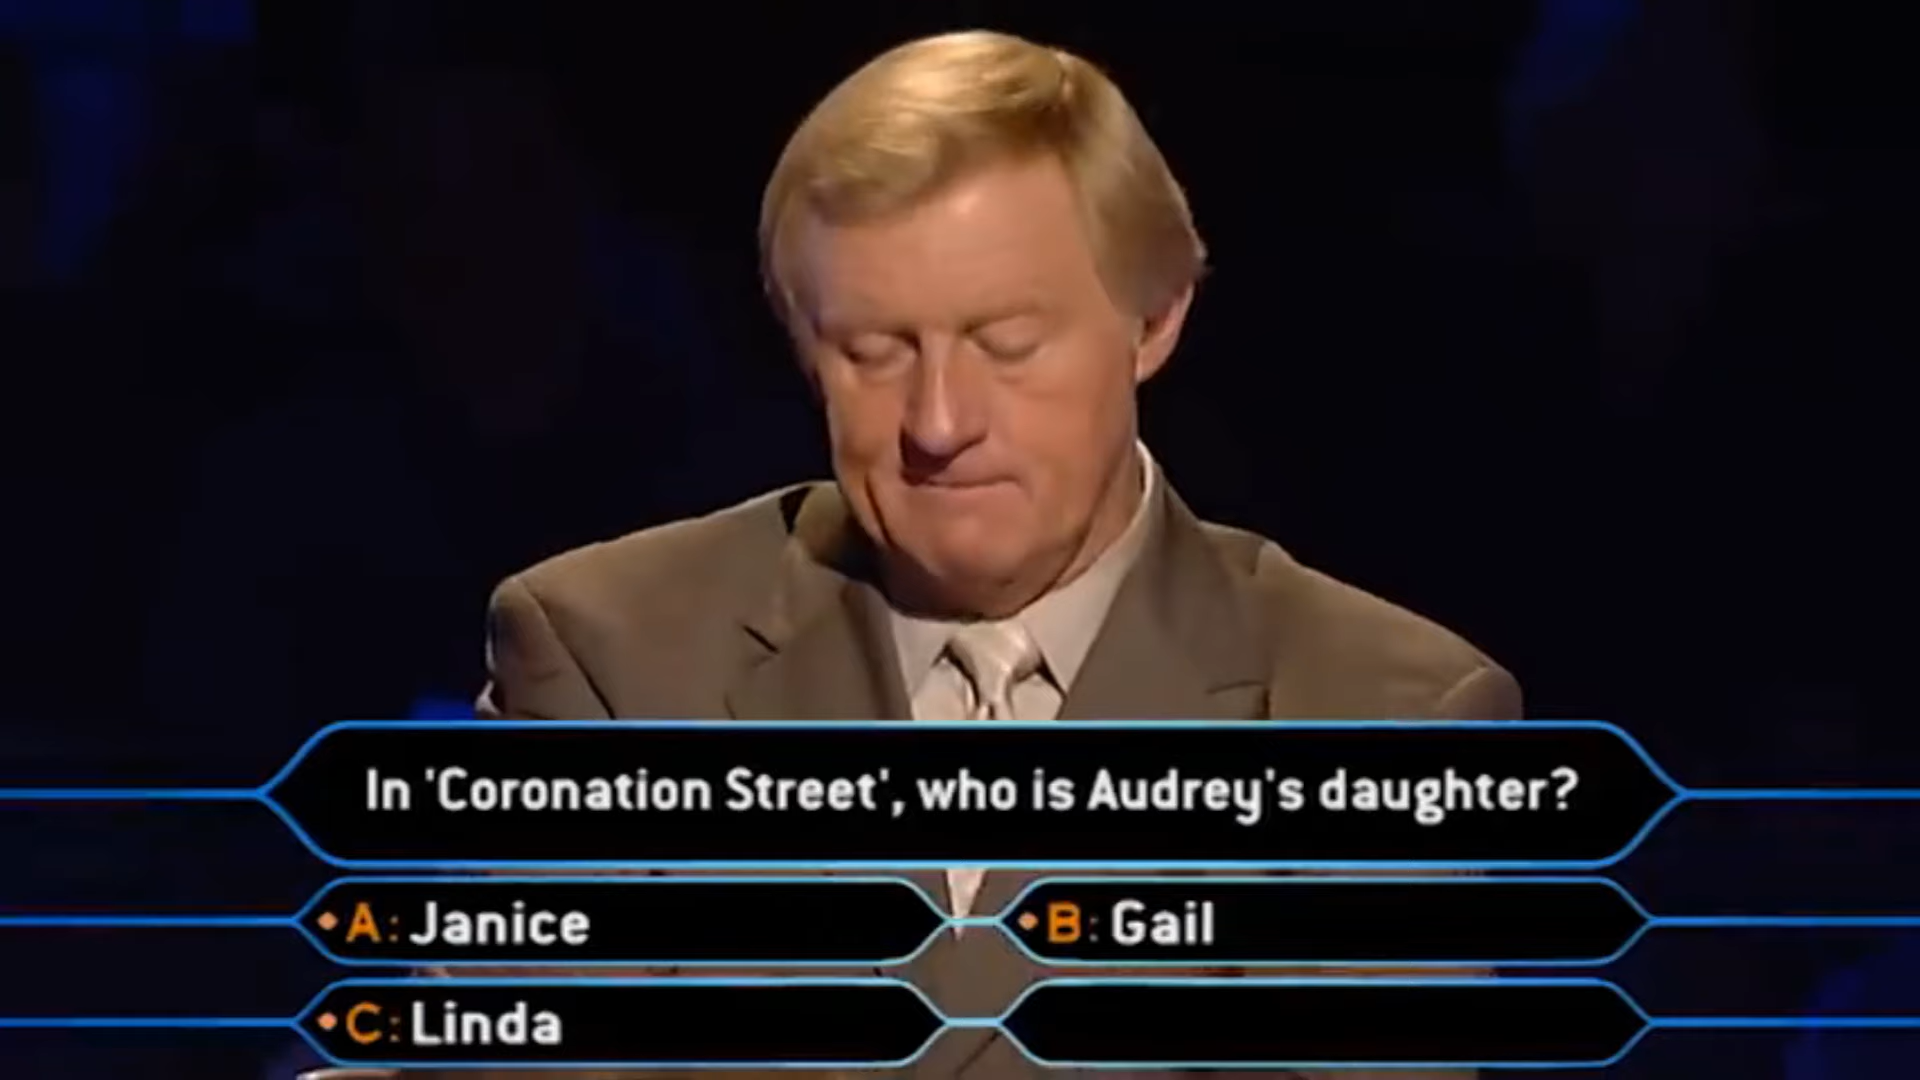 In 'Coronation Street', who is Audrey's daughter?
A: Janice
B: Gail
C: Linda